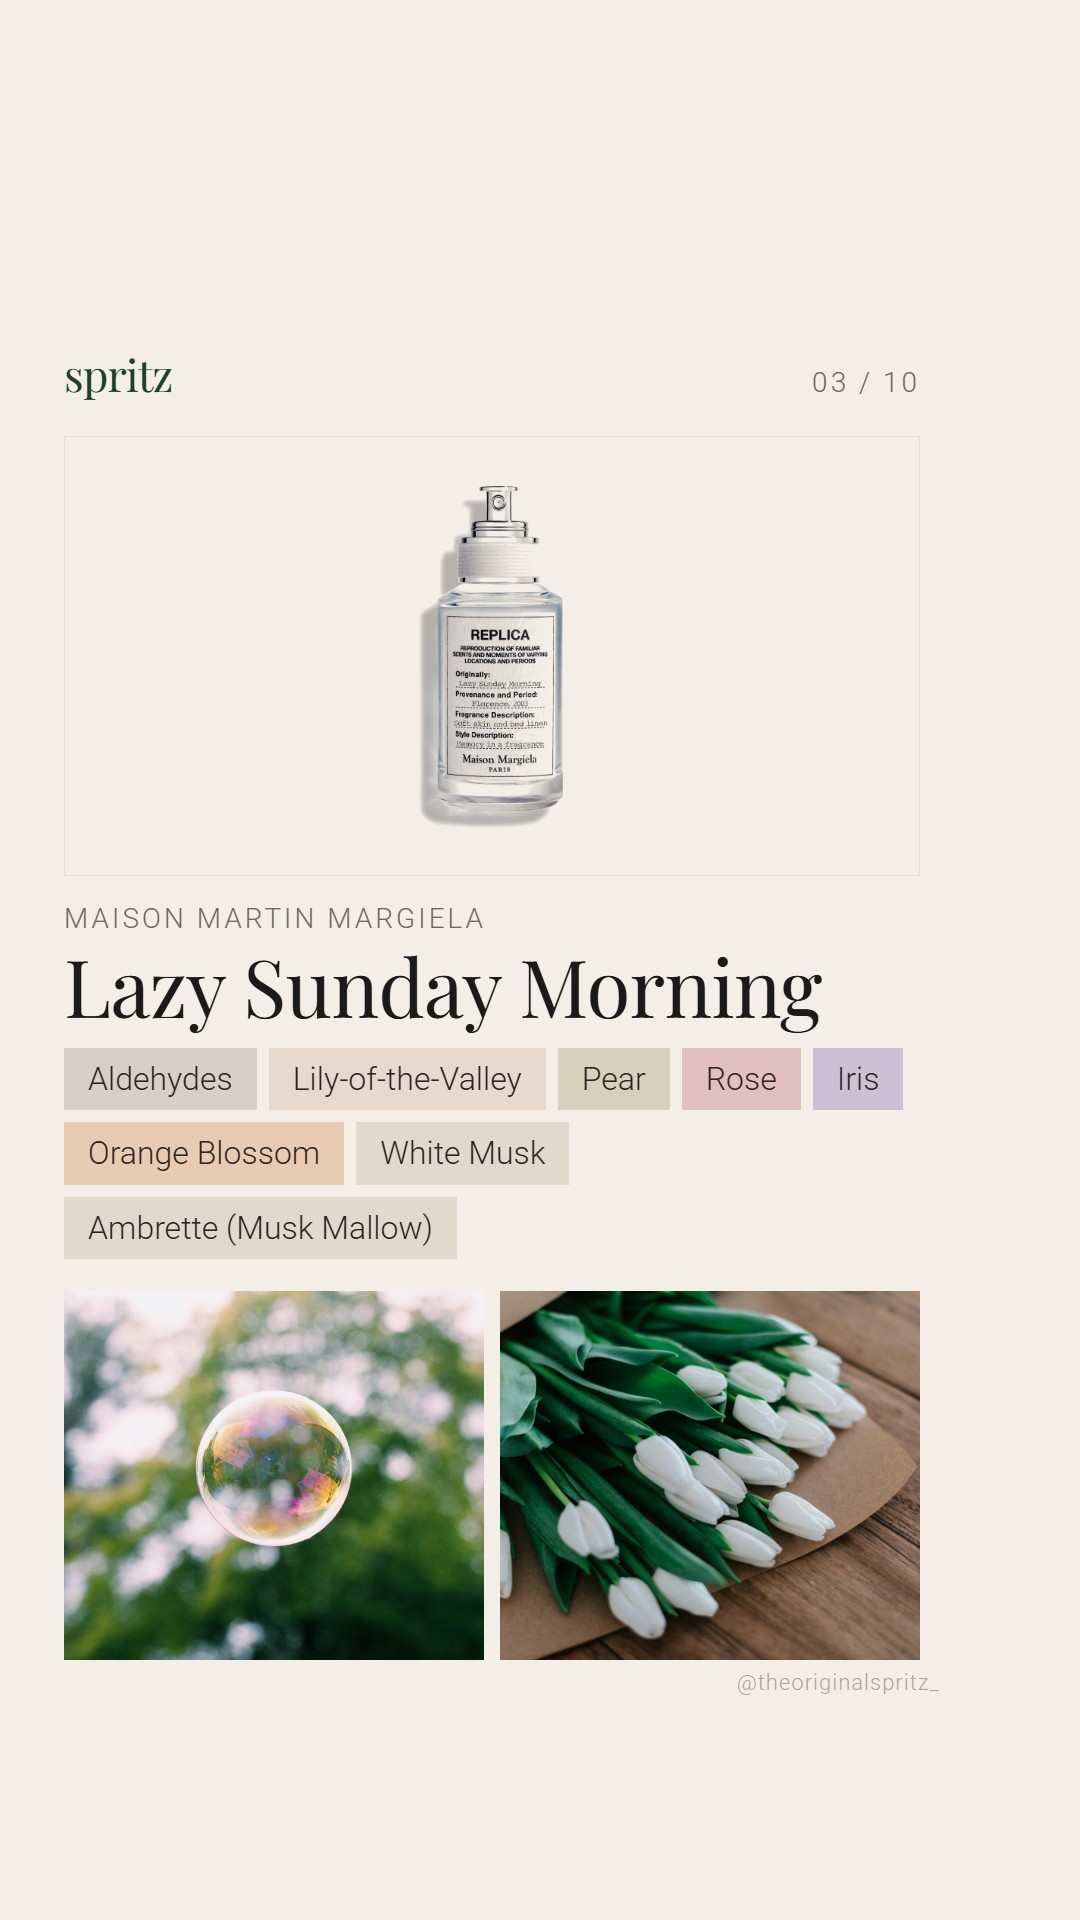 spritz
03 / 10
REPLICA
REPRODUCTION OF FAMILIAR
SCENTS AND MOMENTS OF VARYING
LOCATIONS AND PERIODS
Originally:
Lazy Sunday Morning
Provenance and Period:
Florence, 2003
Fragrance Description:
Soft skin and bed linen
Style Description:
Memory in a fragrance
Maison Margiela
PARIS
MAISON MARTIN MARGIELA
Lazy Sunday Morning
Aldehydes Lily-of-the-Valley Pear Rose Iris
Orange Blossom White Musk
Ambrette (Musk Mallow)
@theoriginalspritz_